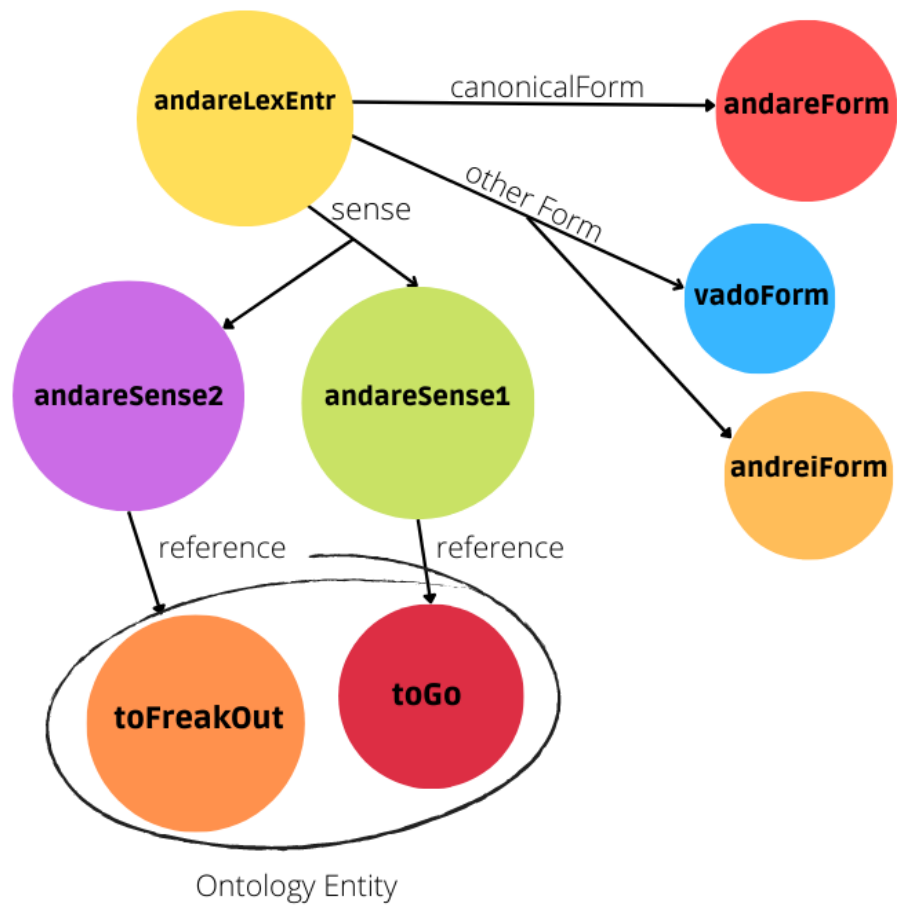 andareLexEntr
canonicalForm
andareForm
other Form
sense
vadoForm
andareSense2
andareSense1
andreiForm
reference
reference
toFreakOut
toGo
Ontology Entity